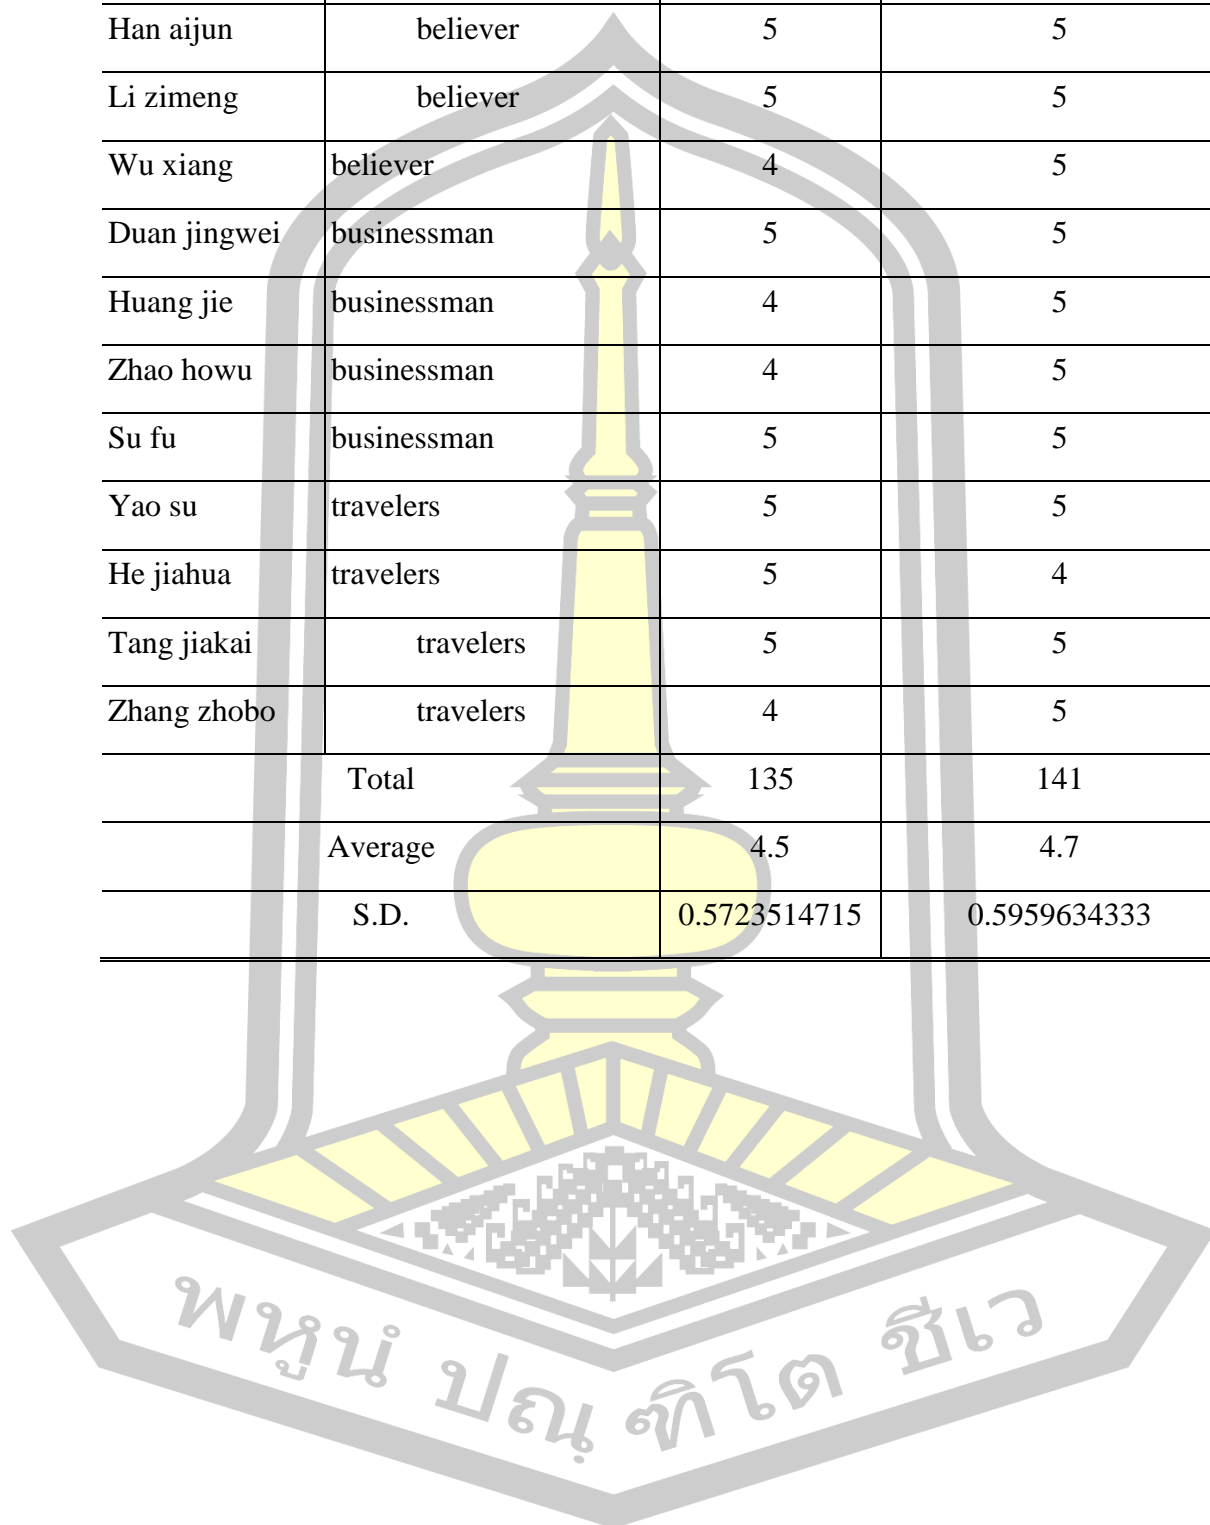 Han aijun believer 5 5
Li zimeng believer 5 5
Wu xiang believer 4 5
Duan jingwei businessman 5 5
Huang jie businessman 4 5
Zhao howu businessman 4 5
Su fu businessman 5 5
Yao su travelers 5 5
He jiahua travelers 5 4
Tang jiakai travelers 5 5
Zhang zhobo travelers 4 5
Total 135 141
Average 4.5 4.7
S.D. 0.5723514715 0.5959634333
พหูนํ ปณฺฑิโต ชีเว